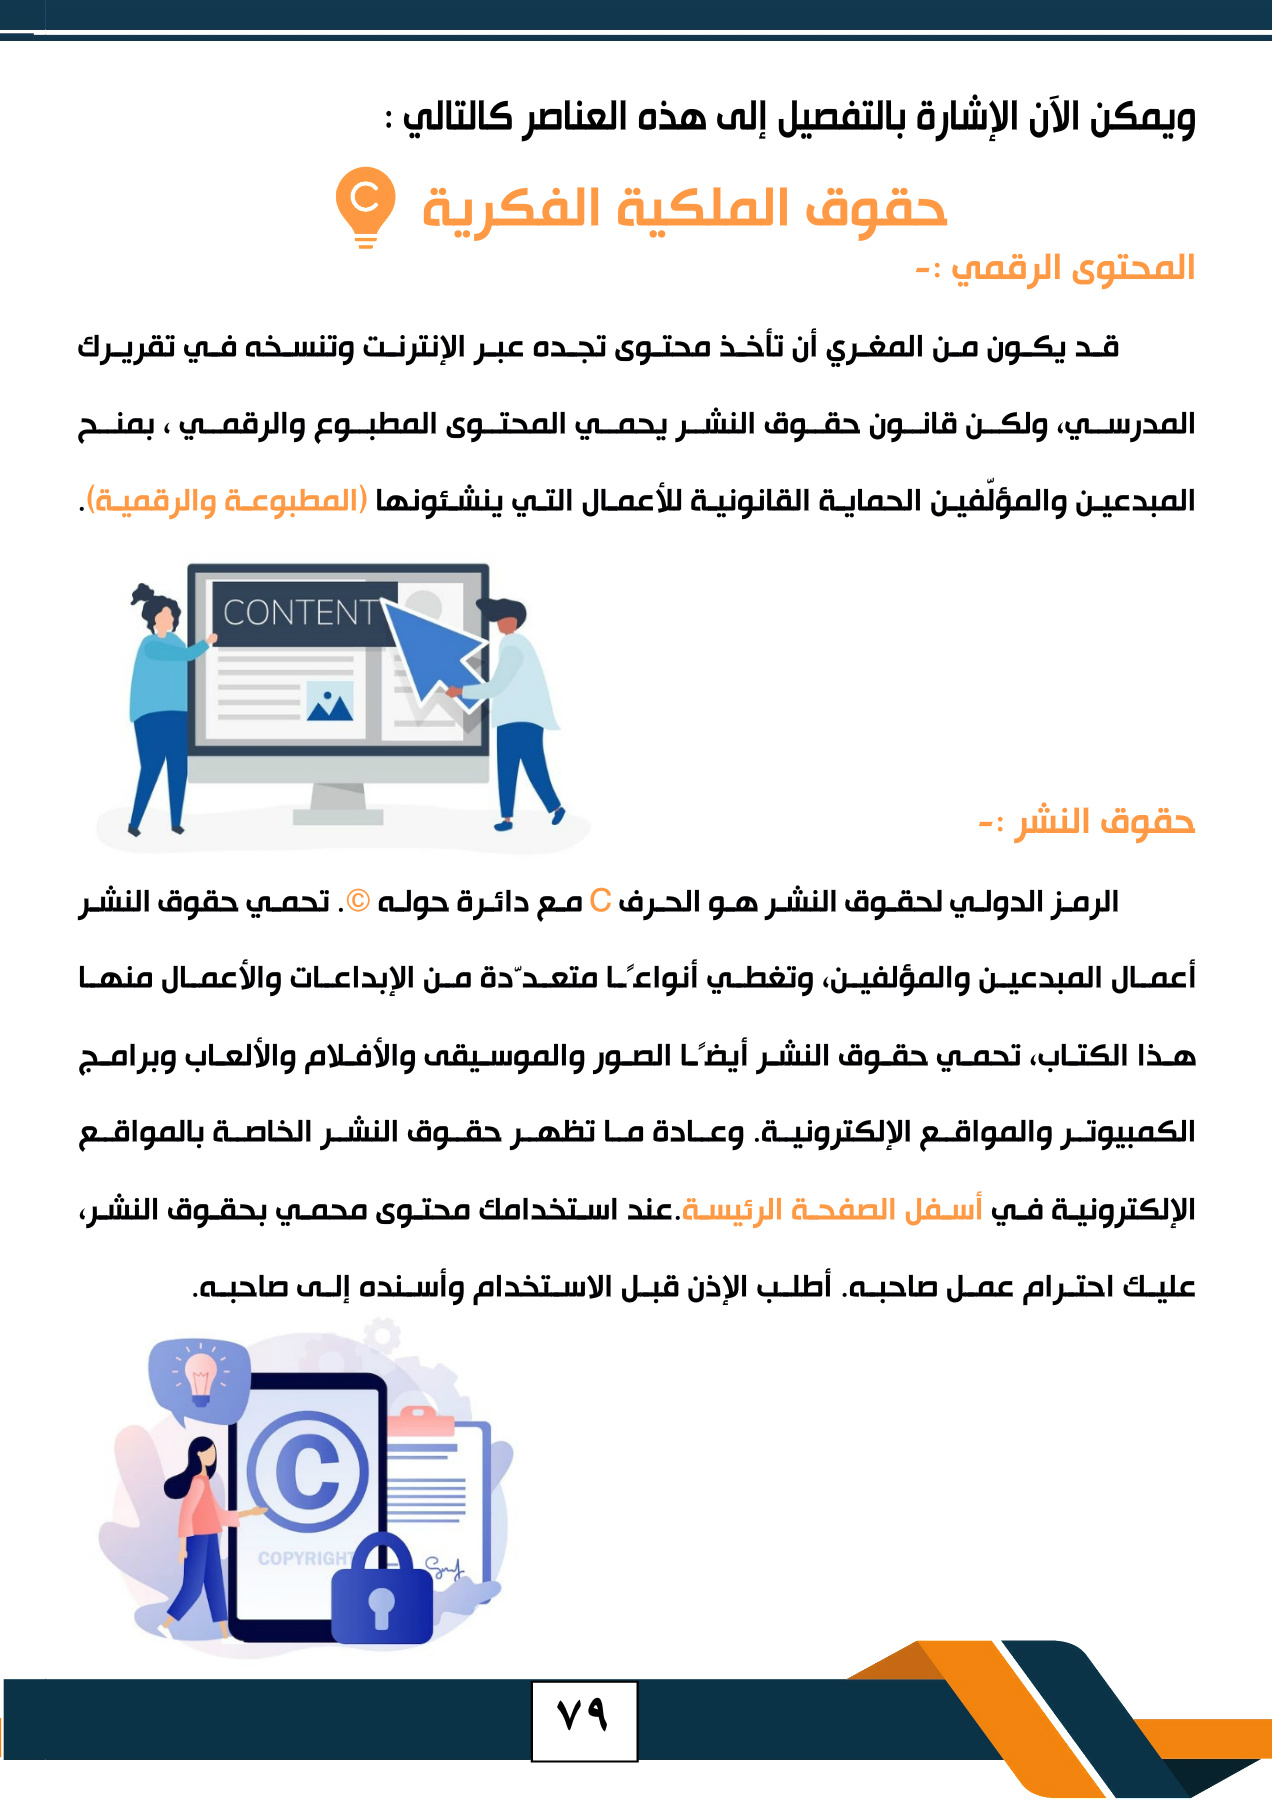 ويمكن الآن الإشارة بالتفصيل إلى هذه العناصر كالتالي :
حقوق الملكية الفكرية C
المحتوى الرقمي :-
قد يكون من المغري أن تأخذ محتوى تجده عبر الإنترنت وتنسخه في تقريرك
المدرسي، ولكن قانون حقوق النشر يحمي المحتوى المطبوع والرقمي ، بمنح
المبدعين والمؤلّفين الحماية القانونية للأعمال التي ينشئونها (المطبوعة والرقمية).
CONTENT
حقوق النشر :-
الرمز الدولي لحقوق النشر هو الحرف C مع دائرة حوله ©. تحمي حقوق النشر
أعمال المبدعين والمؤلفين، وتغطي أنواعًا متعدّدة من الإبداعات والأعمال منها
هذا الكتاب، تحمي حقوق النشر أيضًا الصور والموسيقى والأفلام والألعاب وبرامج
الكمبيوتر والمواقع الإلكترونية. وعادة ما تظهر حقوق النشر الخاصة بالمواقع
الإلكترونية في أسفل الصفحة الرئيسة.عند استخدامك محتوى محمي بحقوق النشر،
عليك احترام عمل صاحبه. أطلب الإذن قبل الاستخدام وأسنده إلى صاحبه.
©
COPYRIGHT
٧٩